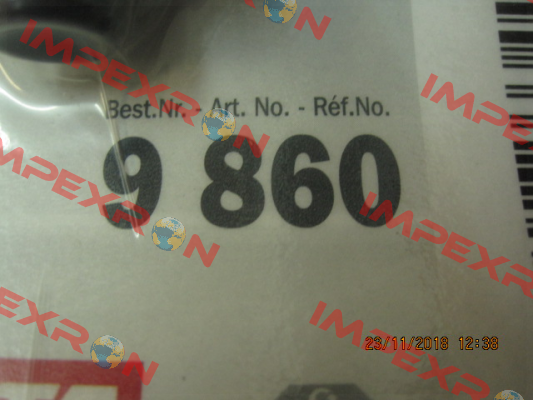 IMPEXRON
Best.Nr. - Art. No. - Réf.No.
IMPEXRON
9 860
IMPEXRON
IMPEXRON
IMPEXRON
IMPEXRON
23/11/2018 12:38